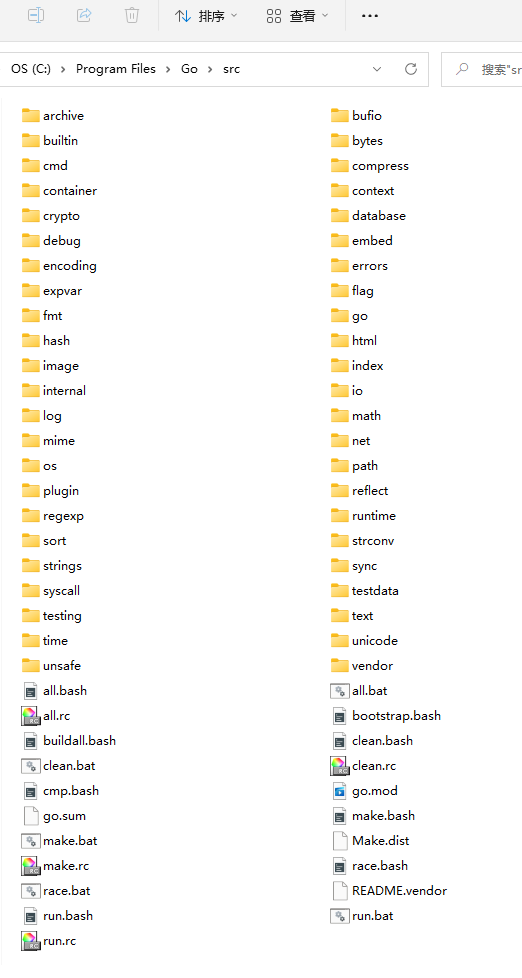 排序 查看
OS (C:) Program Files Go src 搜索"sr
archive bufio
builtin bytes
cmd compress
container context
crypto database
debug embed
encoding errors
expvar flag
fmt go
hash html
image index
internal io
log math
mime net
os path
plugin reflect
regexp runtime
sort strconv
strings sync
syscall testdata
testing text
time unicode
unsafe vendor
all.bash all.bat
all.rc bootstrap.bash
buildall.bash clean.bash
clean.bat clean.rc
cmp.bash go.mod
go.sum make.bash
make.bat Make.dist
make.rc race.bash
race.bat README.vendor
run.bash run.bat
run.rc